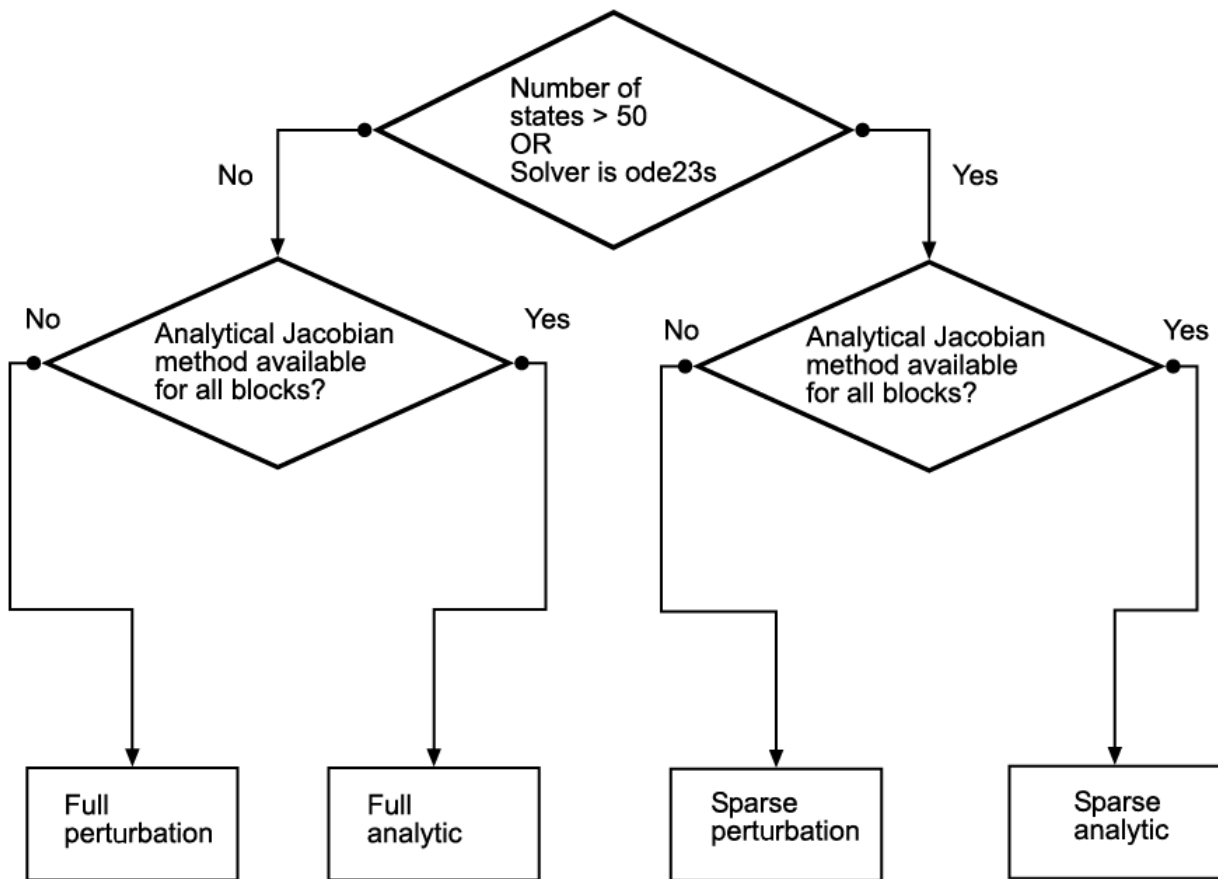 Number of
states > 50
OR
Solver is ode23s
No
Yes
No
Analytical Jacobian
method available
for all blocks?
Yes
No
Analytical Jacobian
method available
for all blocks?
Yes
Full
perturbation
Full
analytic
Sparse
perturbation
Sparse
analytic